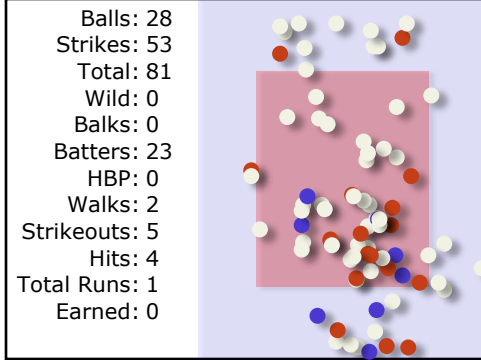 Balls: 28
Strikes: 53
Total: 81
Wild: 0
Balks: 0
Batters: 23
HBP: 0
Walks: 2
Strikeouts: 5
Hits: 4
Total Runs: 1
Earned: 0